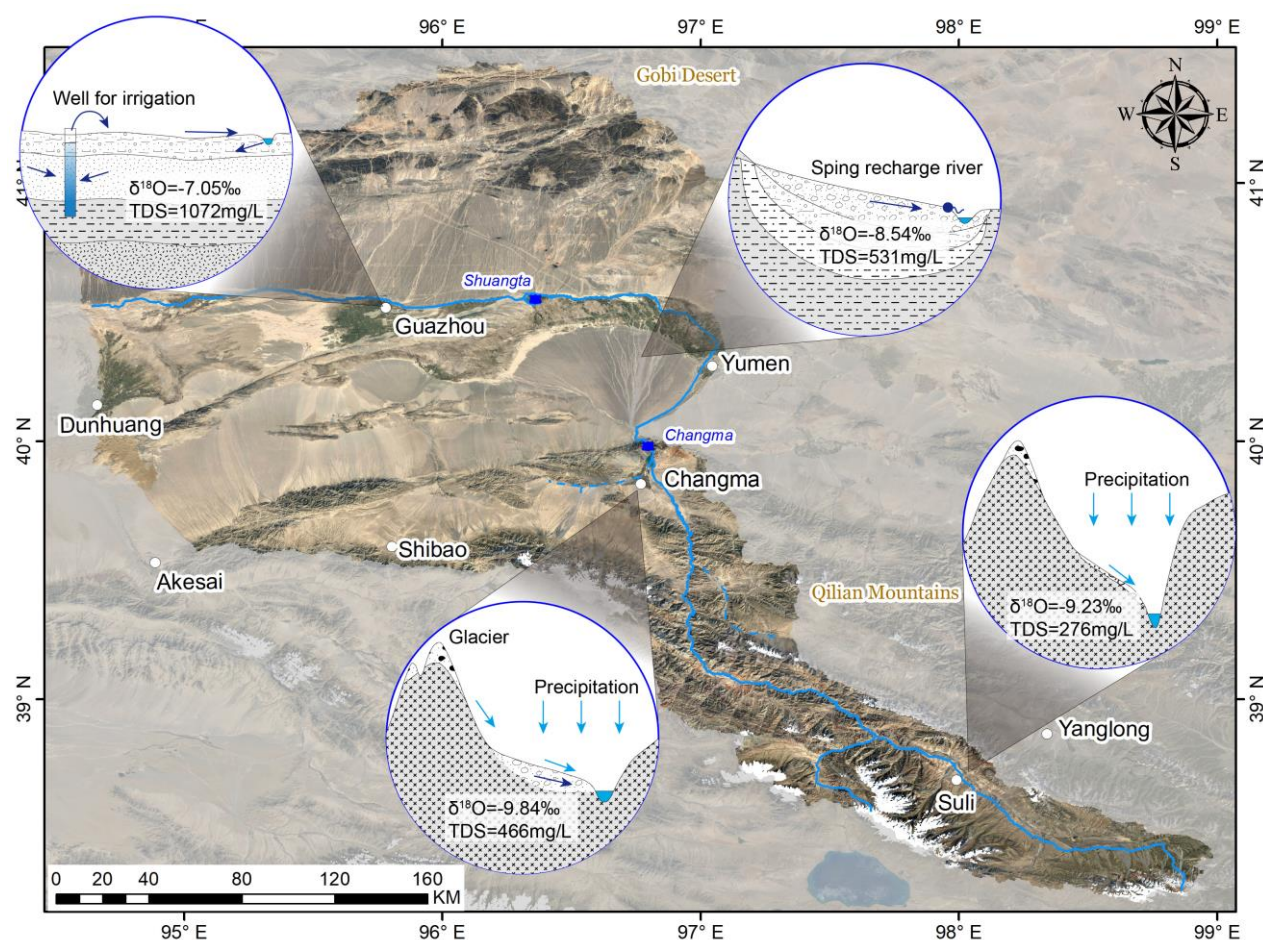 96° E
97° E
98° E
99° E
Gobi Desert
N
W
E
S
Well for irrigation
δ¹⁸O=-7.05‰
TDS=1072mg/L
Sping recharge river
δ¹⁸O=-8.54‰
TDS=531mg/L
41° N
41° N
Shuangta
Guazhou
Yumen
Dunhuang
40° N
40° N
Changma
Changma
Precipitation
δ¹⁸O=-9.23‰
TDS=276mg/L
Shibao
Akesai
Qilian Mountains
Glacier
Precipitation
δ¹⁸O=-9.84‰
TDS=466mg/L
39° N
39° N
Yanglong
Suli
0 20 40 80 120 160
KM
95° E
96° E
97° E
98° E
99° E